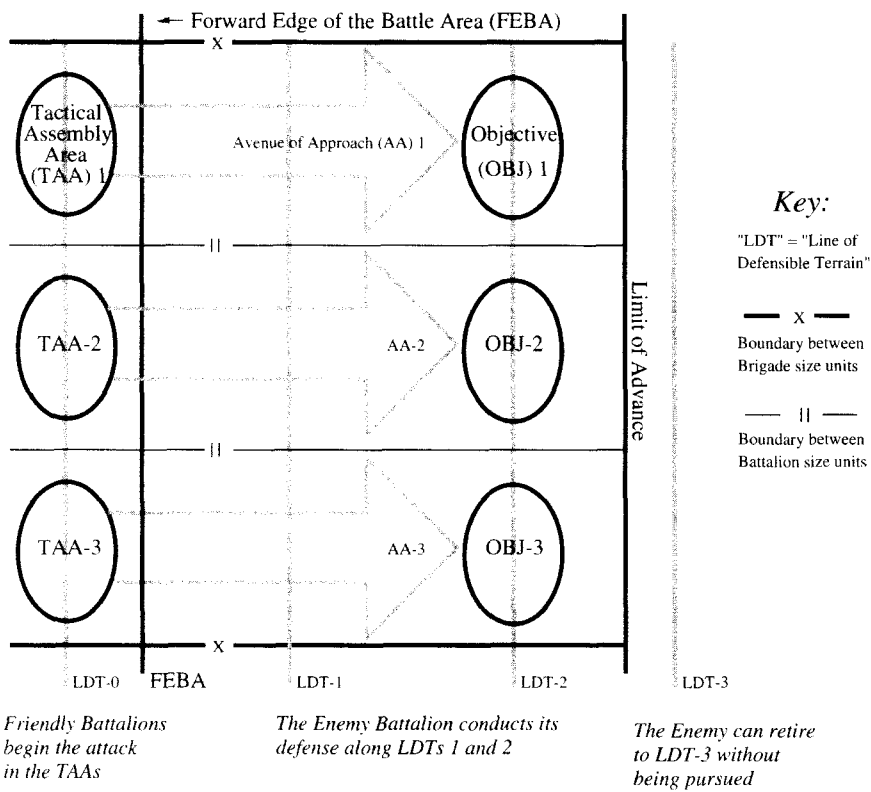 ← Forward Edge of the Battle Area (FEBA)
X
Tactical
Assembly
Area
(TAA) 1
Avenue of Approach (AA) 1
Objective
(OBJ) 1
Key:
"LDT" = "Line of
Defensible Terrain"
II
TAA-2
AA-2
OBJ-2
Limit of Advance
X
Boundary between
Brigade size units
II
Boundary between
Battalion size units
II
TAA-3
AA-3
OBJ-3
X
LDT-0
FEBA
LDT-1
LDT-2
LDT-3
Friendly Battalions
begin the attack
in the TAAs
The Enemy Battalion conducts its
defense along LDTs 1 and 2
The Enemy can retire
to LDT-3 without
being pursued